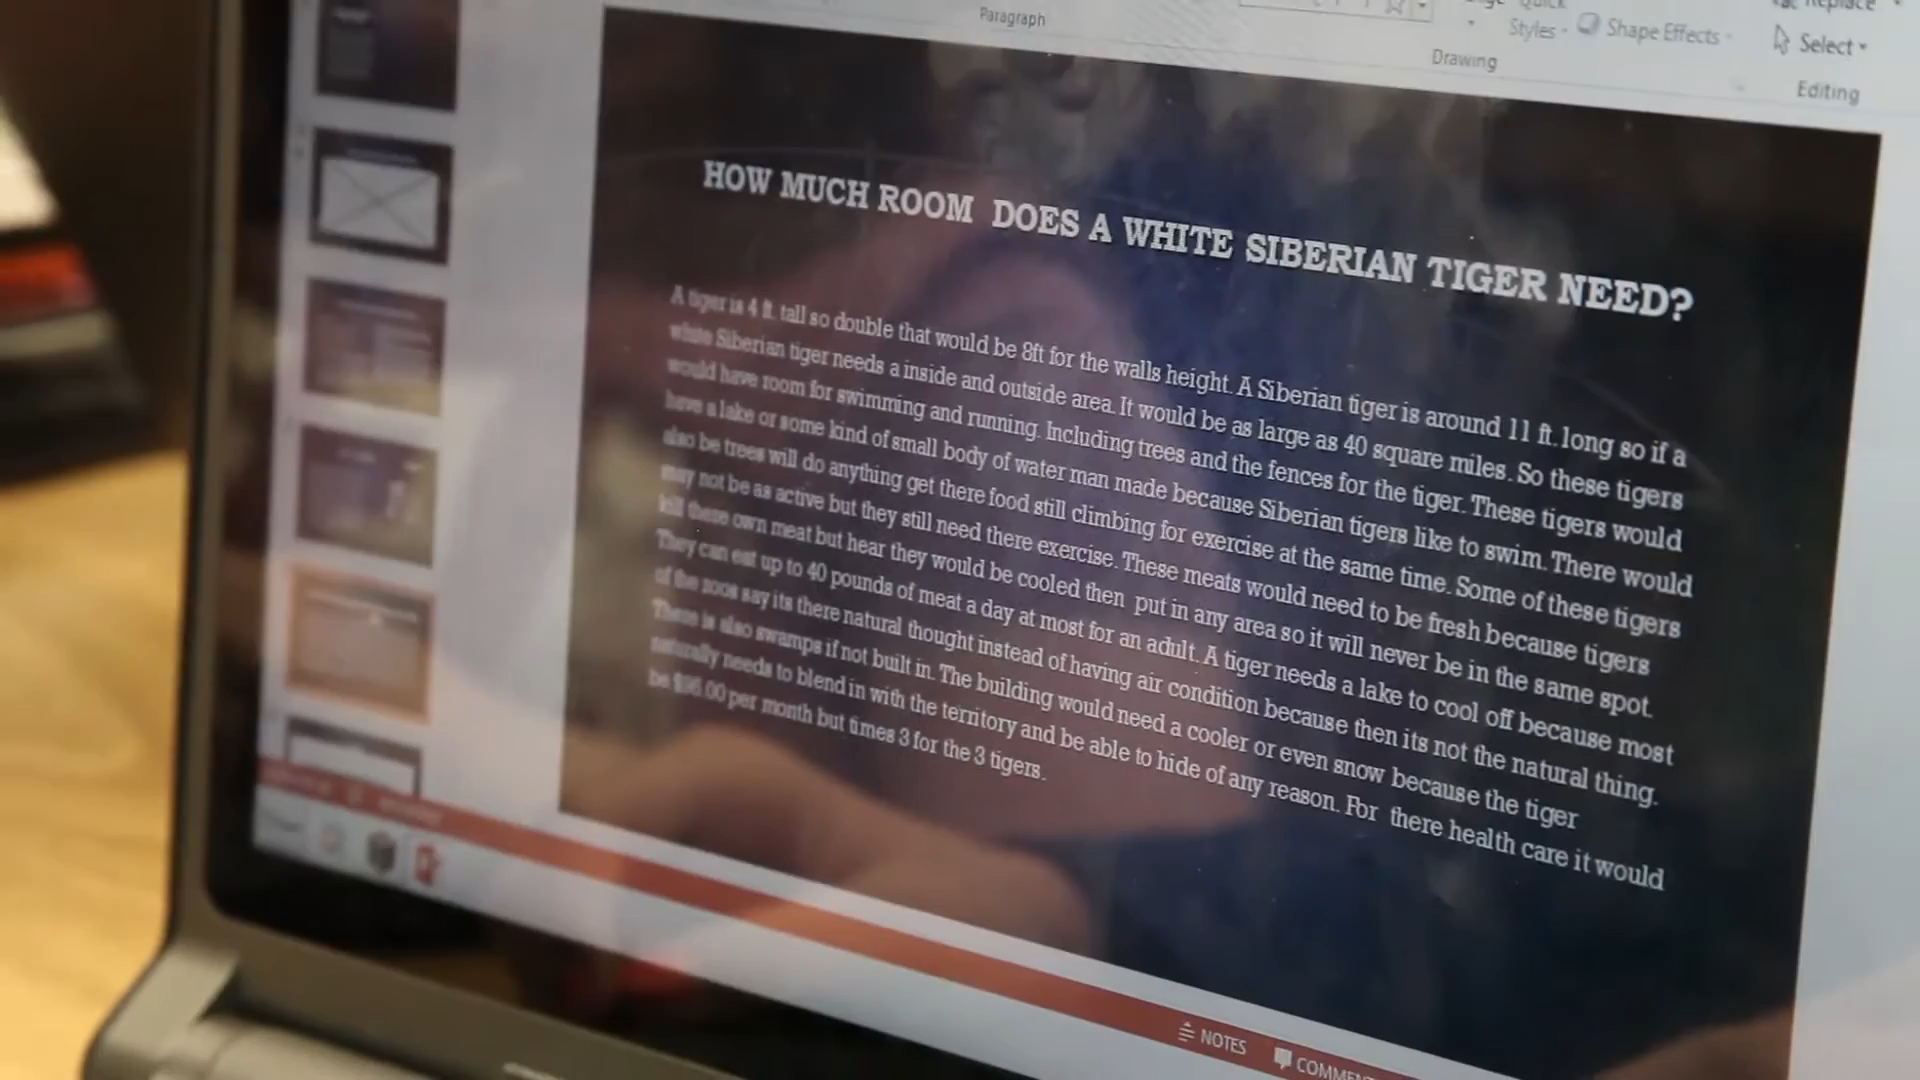 Paragraph
Styles
Shape Effects
Replace
Select
Drawing
Editing
HOW MUCH ROOM DOES A WHITE SIBERIAN TIGER NEED?
A tiger is 4 ft. tall so double that would be 8ft for the walls height. A Siberian tiger is around 11 ft. long so if a
white Siberian tiger needs a inside and outside area. It would be as large as 40 square miles. So these tigers
would have room for swimming and running. Including trees and the fences for the tiger. These tigers would
have a lake or some kind of small body of water man made because Siberian tigers like to swim. There would
also be trees will do anything get there food still climbing for exercise at the same time. Some of these tigers
may not be as active but they still need there exercise. These meats would need to be fresh because tigers
kill there own meat but hear they would be cooled then put in any area so it will never be in the same spot.
They can eat up to 40 pounds of meat a day at most for an adult. A tiger needs a lake to cool off because most
of the zoos say its there natural thought instead of having air condition because then its not the natural thing.
There is also swamps if not built in. The building would need a cooler or even snow because the tiger
naturally needs to blend in with the territory and be able to hide of any reason. For there health care it would
be $96.00 per month but times 3 for the 3 tigers.
NOTES